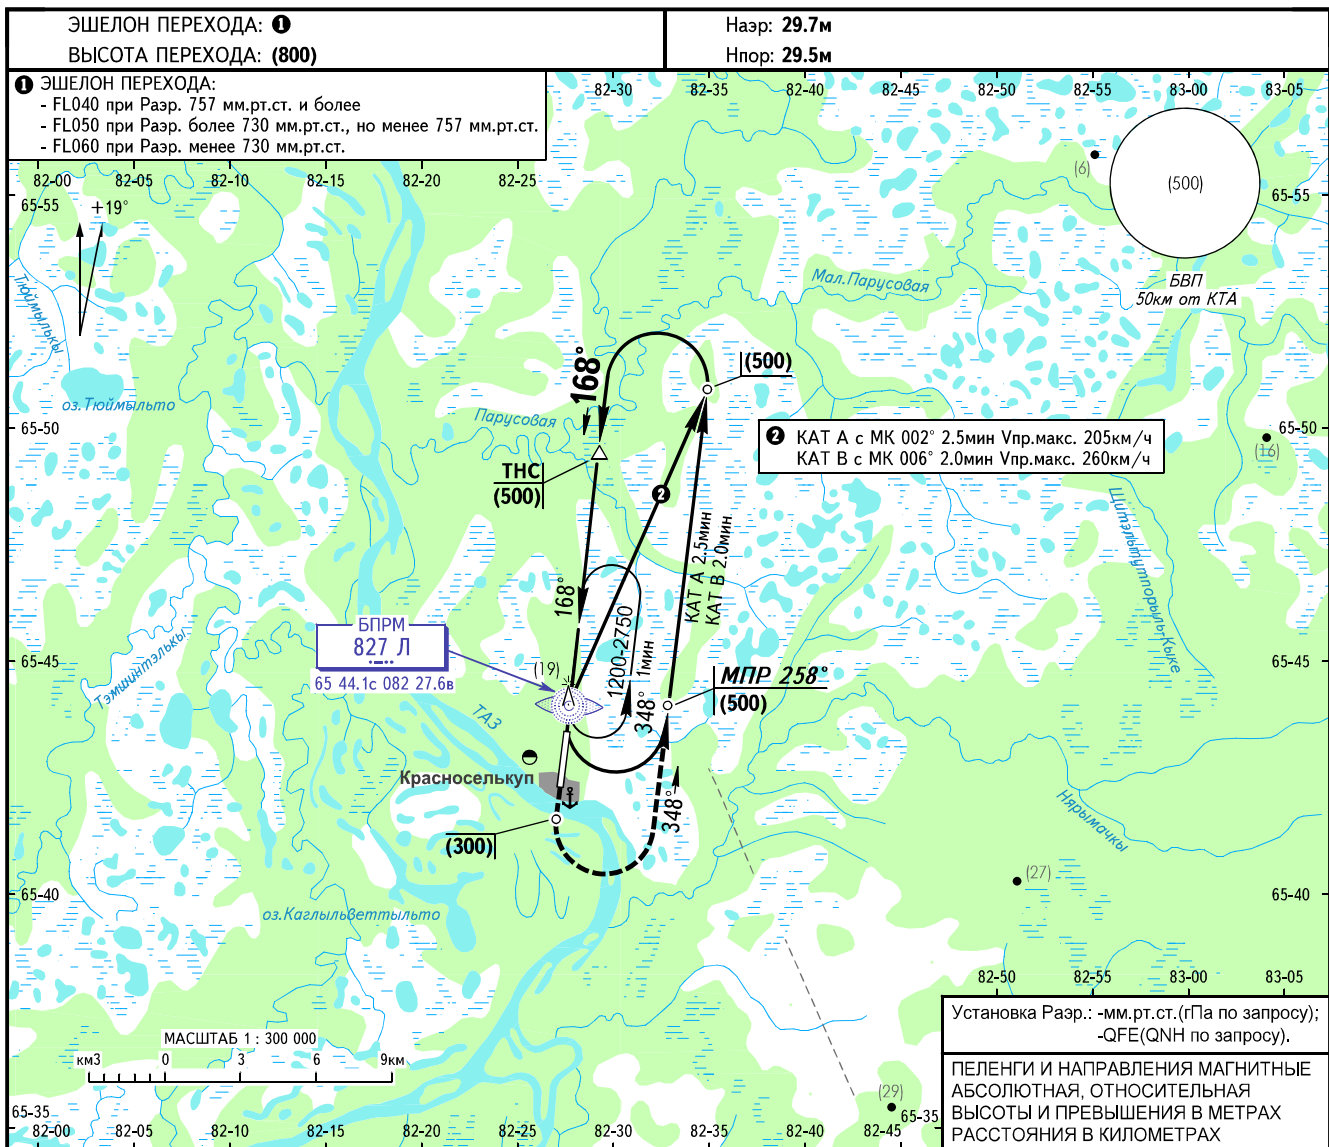 ЭШЕЛОН ПЕРЕХОДА: ❶
ВЫСОТА ПЕРЕХОДА: (800)
Наэр: 29.7м
Нпор: 29.5м
❶ ЭШЕЛОН ПЕРЕХОДА:
- FL040 при Раэр. 757 мм.рт.ст. и более
- FL050 при Раэр. более 730 мм.рт.ст., но менее 757 мм.рт.ст.
- FL060 при Раэр. менее 730 мм.рт.ст.
82-30 82-35 82-40 82-45 82-50 82-55 83-00 83-05
82-00 82-05 82-10 82-15 82-20 82-25
(6)
(500)
65-55
65-55
+19°
БВП
50км от КТА
Тюймылькы
Мал.Парусовая
168°
(500)
оз.Тюймыльто
Парусовая
65-50
65-50
❷ КАТ А с МК 002° 2.5мин Vпр.макс. 205км/ч
КАТ В с МК 006° 2.0мин Vпр.макс. 260км/ч
(16)
ТНС
(500)
❷
Щитэльтутпорыль-Кыке
КАТ А 2.5мин
КАТ В 2.0мин
168°
1200-2750
348° 1мин
БПРМ
827 Л
65 44.1с 082 27.6в
(19)
Тэмшинтэлькы
65-45
65-45
МПР 258°
(500)
ТАЗ
Красноселькуп
348°
Нярымачкы
(300)
(27)
65-40
65-40
оз.Каглыльветтыльто
82-50 82-55 83-00 83-05
Установка Раэр.: -мм.рт.ст.(гПа по запросу);
-QFE(QNH по запросу).
МАСШТАБ 1 : 300 000
км3 0 3 6 9км
ПЕЛЕНГИ И НАПРАВЛЕНИЯ МАГНИТНЫЕ
АБСОЛЮТНАЯ, ОТНОСИТЕЛЬНАЯ
ВЫСОТЫ И ПРЕВЫШЕНИЯ В МЕТРАХ
РАССТОЯНИЯ В КИЛОМЕТРАХ
(29)
65-35
65-35
82-00 82-05 82-10 82-15 82-20 82-25 82-30 82-35 82-40 82-45